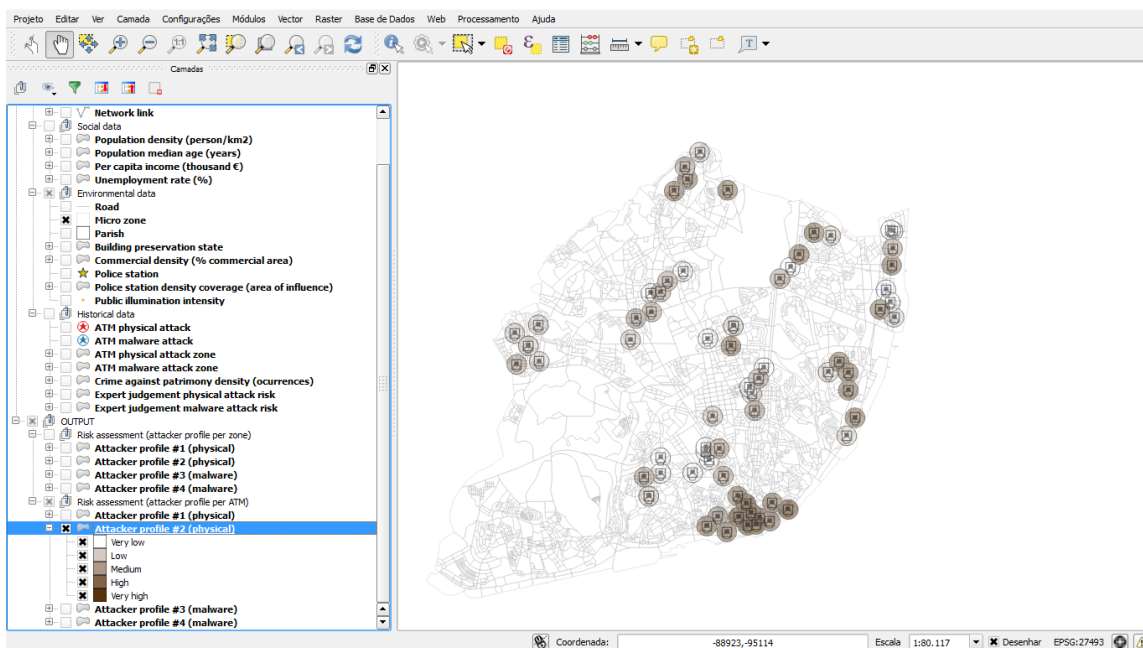 Projeto Editar Ver Camada Configurações Módulos Vector Raster Base de Dados Web Processamento Ajuda
Camadas
Network link
Social data
Population density (person/km2)
Population median age (years)
Per capita income (thousand €)
Unemployment rate (%)
Environmental data
Road
Micro zone
Parish
Building preservation state
Commercial density (% commercial area)
Police station
Police station density coverage (area of influence)
Public illumination intensity
Historical data
ATM physical attack
ATM malware attack
ATM physical attack zone
ATM malware attack zone
Crime against patrimony density (ocurrences)
Expert judgement physical attack risk
Expert judgement malware attack risk
OUTPUT
Risk assessment (attacker profile per zone)
Attacker profile #1 (physical)
Attacker profile #2 (physical)
Attacker profile #3 (malware)
Attacker profile #4 (malware)
Risk assessment (attacker profile per ATM)
Attacker profile #1 (physical)
Attacker profile #2 (physical)
Very low
Low
Medium
High
Very high
Attacker profile #3 (malware)
Attacker profile #4 (malware)
Coordenada: -88923,-95114 Escala 1:80.117 Desenhar EPSG:27493